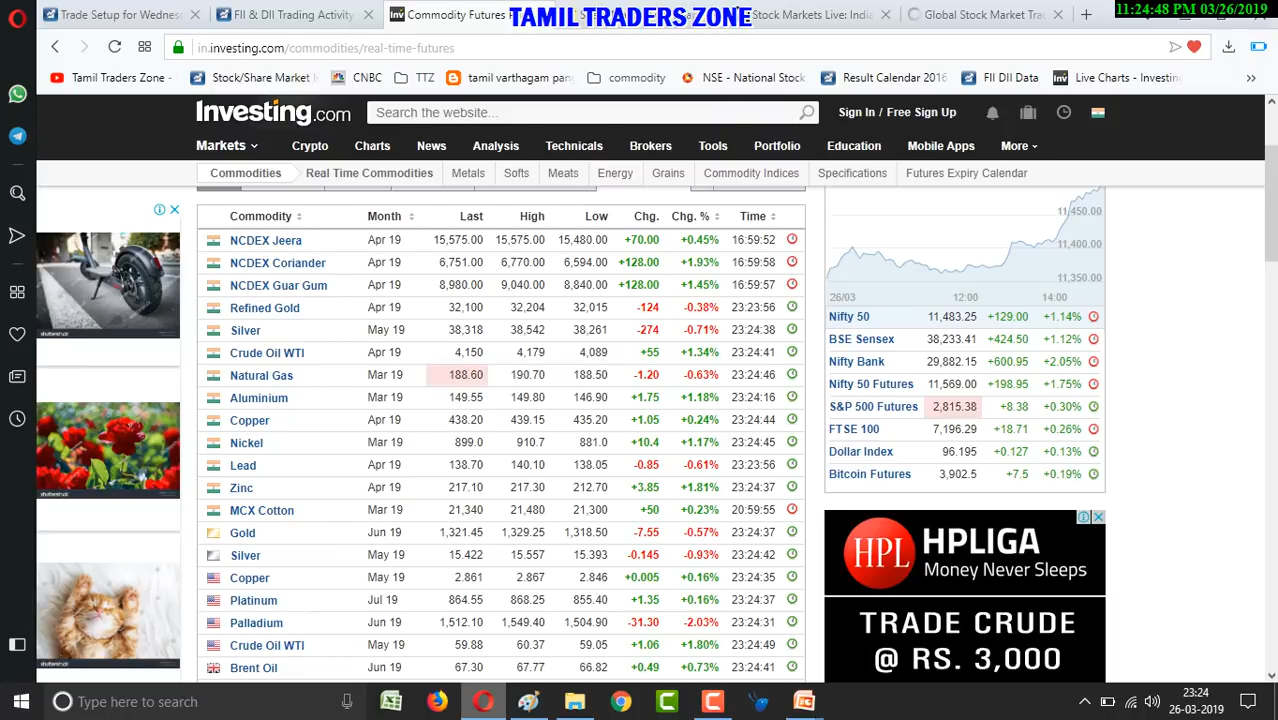 Trade Setup for Wednes
FII & DII Trading Activity
Commodity Futures
Stock Markets Live: India
Global Stock Market Trac
TAMIL TRADERS ZONE
11:24:48 PM 03/26/2019
in.investing.com/commodities/real-time-futures
Tamil Traders Zone -
Stock/Share Market I
CNBC
TTZ
tamil varthagam pan
commodity
NSE - National Stock
Result Calendar 2016
FII DII Data
Live Charts - Investin
Investing.com
Search the website...
Sign In / Free Sign Up
Markets Crypto Charts News Analysis Technicals Brokers Tools Portfolio Education Mobile Apps More
Commodities Real Time Commodities Metals Softs Meats Energy Grains Commodity Indices Specifications Futures Expiry Calendar
Commodity Month Last High Low Chg. Chg. % Time
NCDEX Jeera Apr 19 15,575.00 15,575.00 15,480.00 +70.00 +0.45% 16:59:52
NCDEX Coriander Apr 19 6,751.00 6,770.00 6,594.00 +128.00 +1.93% 16:59:58
NCDEX Guar Gum Apr 19 8,980.00 9,040.00 8,840.00 +128.00 +1.45% 16:59:57
Refined Gold Apr 19 32,100 32,204 32,015 -124 -0.38% 23:23:56
Silver May 19 38,318 38,542 38,261 -274 -0.71% 23:24:38
Crude Oil WTI Apr 19 4,150 4,179 4,089 +55 +1.34% 23:24:41
Natural Gas Mar 19 188.60 190.70 188.50 -1.20 -0.63% 23:24:46
Aluminium Mar 19 149.55 149.80 146.90 +1.75 +1.18% 23:24:16
Copper Apr 19 438.20 439.15 435.20 +1.05 +0.24% 23:24:42
Nickel Mar 19 899.0 910.7 881.0 +10.4 +1.17% 23:24:45
Lead Apr 19 138.70 140.10 138.05 -0.85 -0.61% 23:23:56
Zinc Apr 19 217.10 217.30 212.70 +3.85 +1.81% 23:24:37
MCX Cotton Apr 19 21,340 21,480 21,300 +50 +0.23% 20:59:55
Gold Jun 19 1,321.45 1,329.25 1,318.50 -7.55 -0.57% 23:24:37
Silver May 19 15.422 15.557 15.393 -0.145 -0.93% 23:24:42
Copper May 19 2.861 2.867 2.846 +0.005 +0.16% 23:24:35
Platinum Jul 19 864.55 868.25 855.40 +1.35 +0.16% 23:24:37
Palladium Jun 19 1,512.10 1,549.40 1,504.90 -31.30 -2.03% 23:24:31
Crude Oil WTI May 19 59.88 60.37 59.05 +1.06 +1.80% 23:24:49
Brent Oil Jun 19 67.30 67.77 66.82 +0.49 +0.73% 23:24:41
11,450.00
11,400.00
11,350.00
26/03 12:00 14:00
Nifty 50 11,483.25 +129.00 +1.14%
BSE Sensex 38,233.41 +424.50 +1.12%
Nifty Bank 29,882.15 +600.95 +2.05%
Nifty 50 Futures 11,569.00 +198.95 +1.75%
S&P 500 Futures 2,815.38 +8.38 +0.30%
FTSE 100 7,196.29 +18.71 +0.26%
Dollar Index 96.195 +0.127 +0.13%
Bitcoin Futures 3,902.5 +7.5 +0.19%
HPL
HPLIGA
Money Never Sleeps
TRADE CRUDE
@ RS. 3,000
shutterstock
shutterstock
shutterstock
Type here to search
23:24
26-03-2019